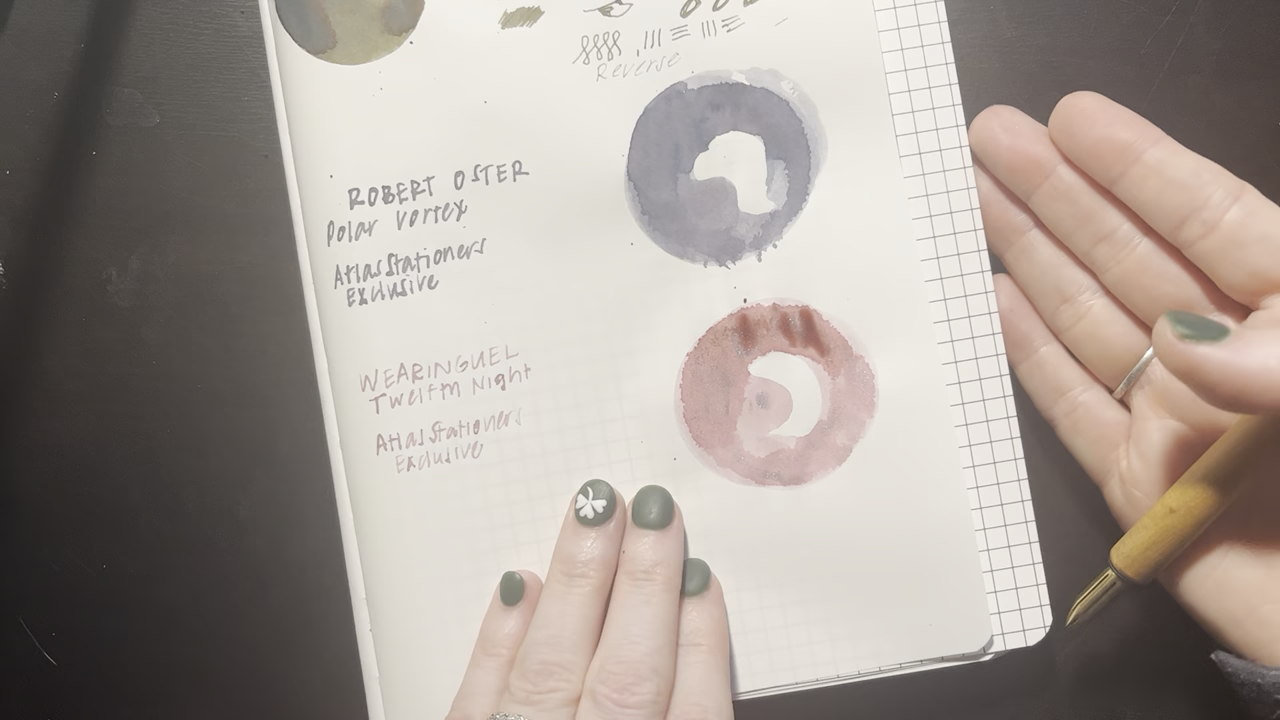 Reverse
ROBERT OSTER
Polar Vortex
Atlas Stationers
Exclusive
WEARINGUEL
Twelfth Night
Atlas Stationers
Exclusive